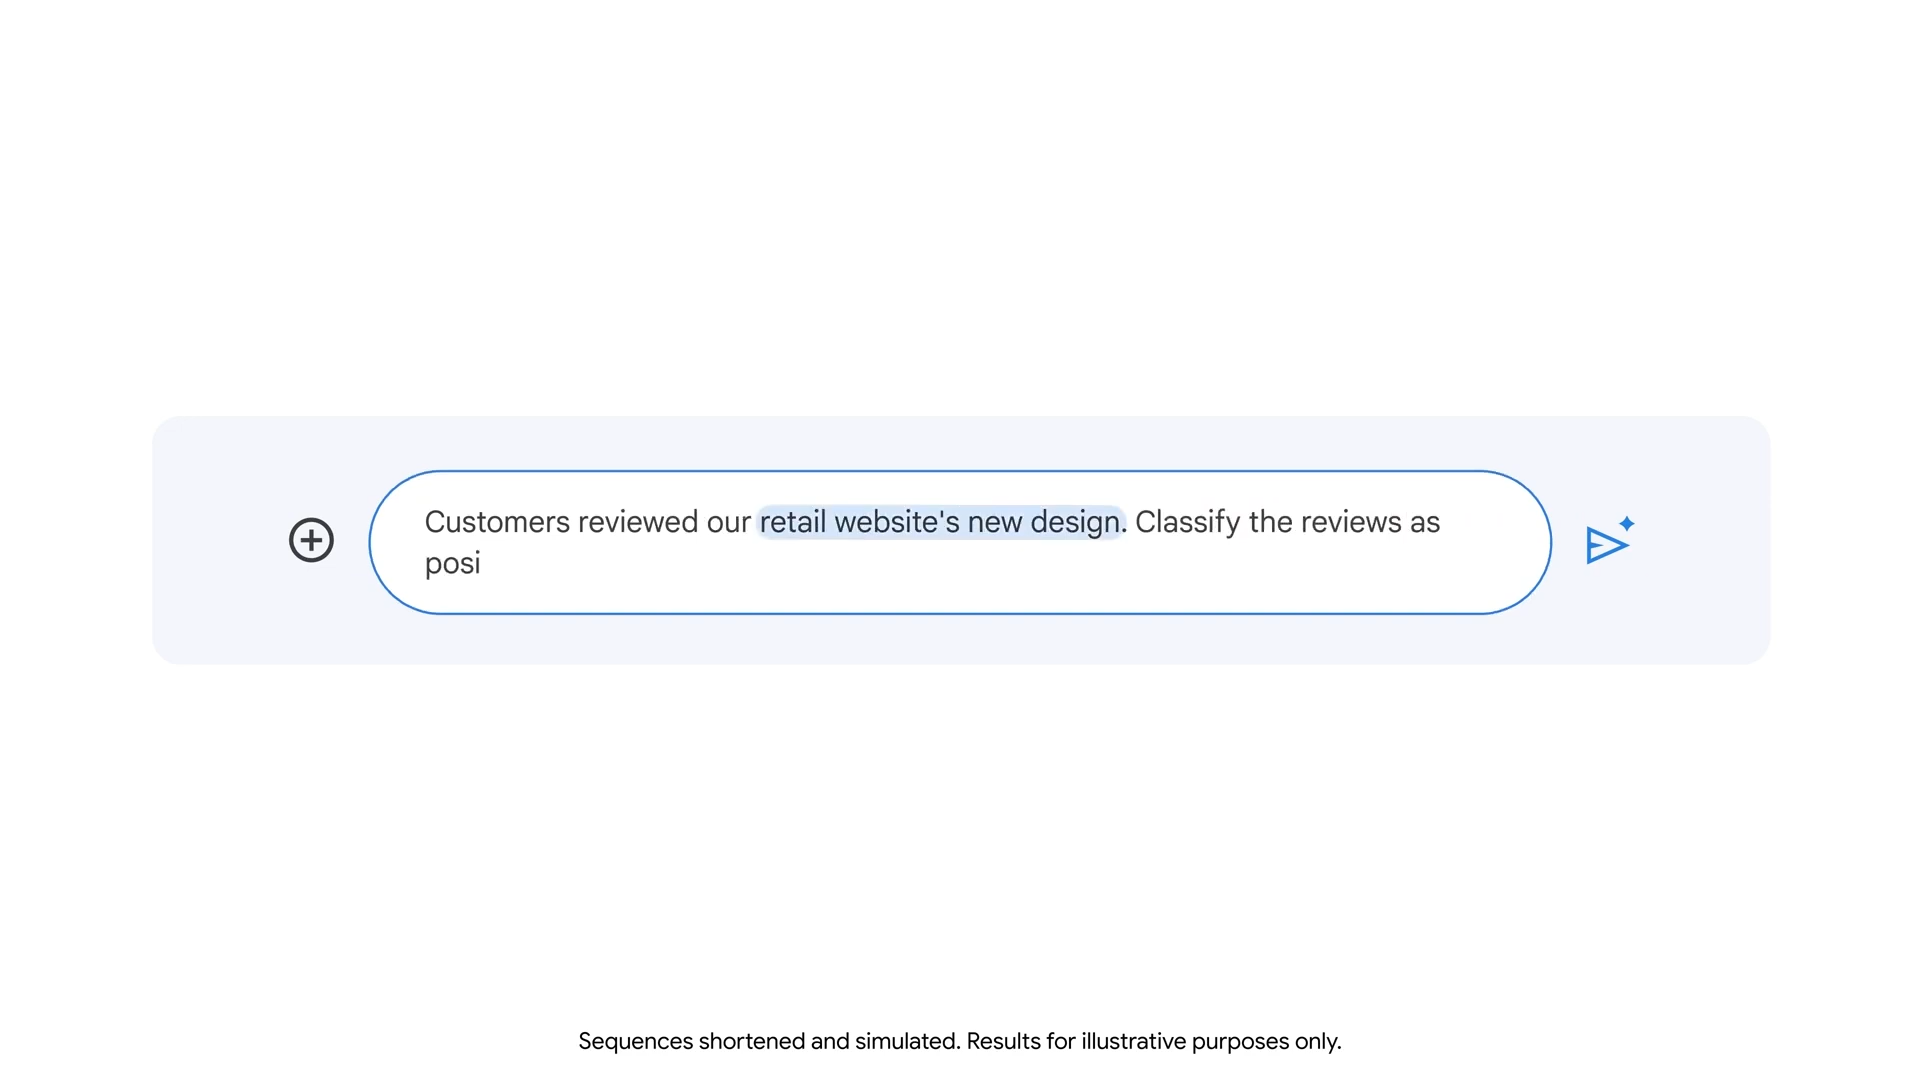 Customers reviewed our retail website's new design. Classify the reviews as
posi
Sequences shortened and simulated. Results for illustrative purposes only.